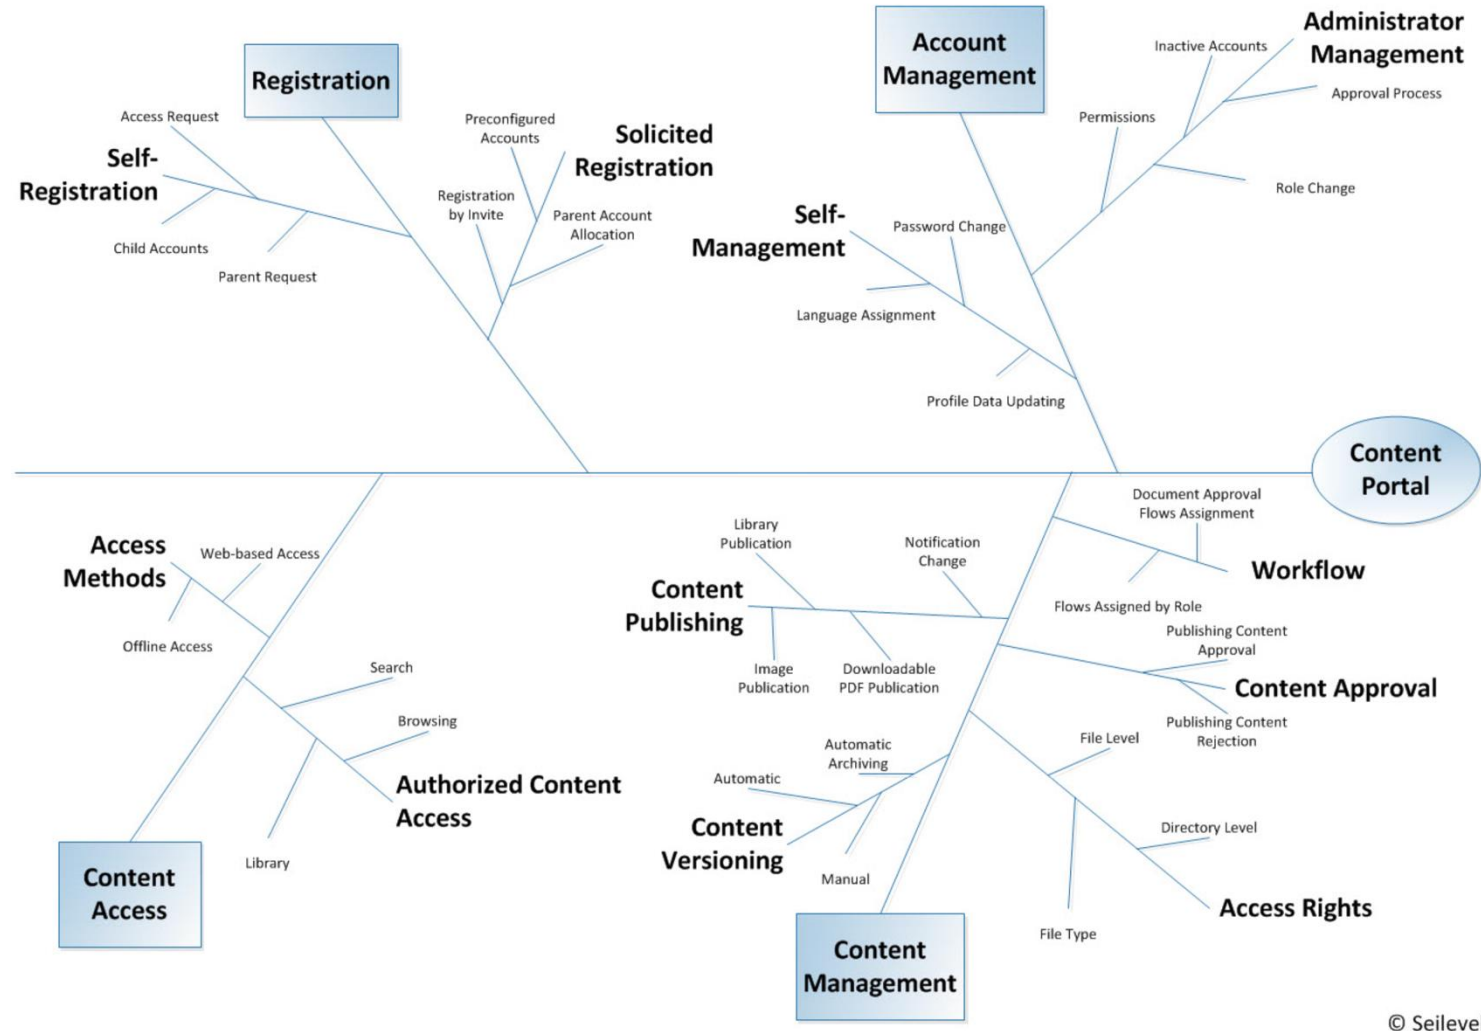 Registration
Access Request
Self-
Registration
Child Accounts
Parent Request
Preconfigured
Accounts
Solicited
Registration
Registration
by Invite
Parent Account
Allocation
Account
Management
Inactive Accounts
Administrator
Management
Approval Process
Permissions
Role Change
Self-
Management
Password Change
Language Assignment
Profile Data Updating
Content
Portal
Access
Methods
Web-based Access
Offline Access
Search
Browsing
Authorized Content
Access
Library
Content
Access
Library
Publication
Notification
Change
Content
Publishing
Image
Publication
Downloadable
PDF Publication
Document Approval
Flows Assignment
Workflow
Flows Assigned by Role
Publishing Content
Approval
Content Approval
Publishing Content
Rejection
Automatic
Archiving
Automatic
Content
Versioning
Manual
File Level
Directory Level
Access Rights
File Type
Content
Management
© Seileve